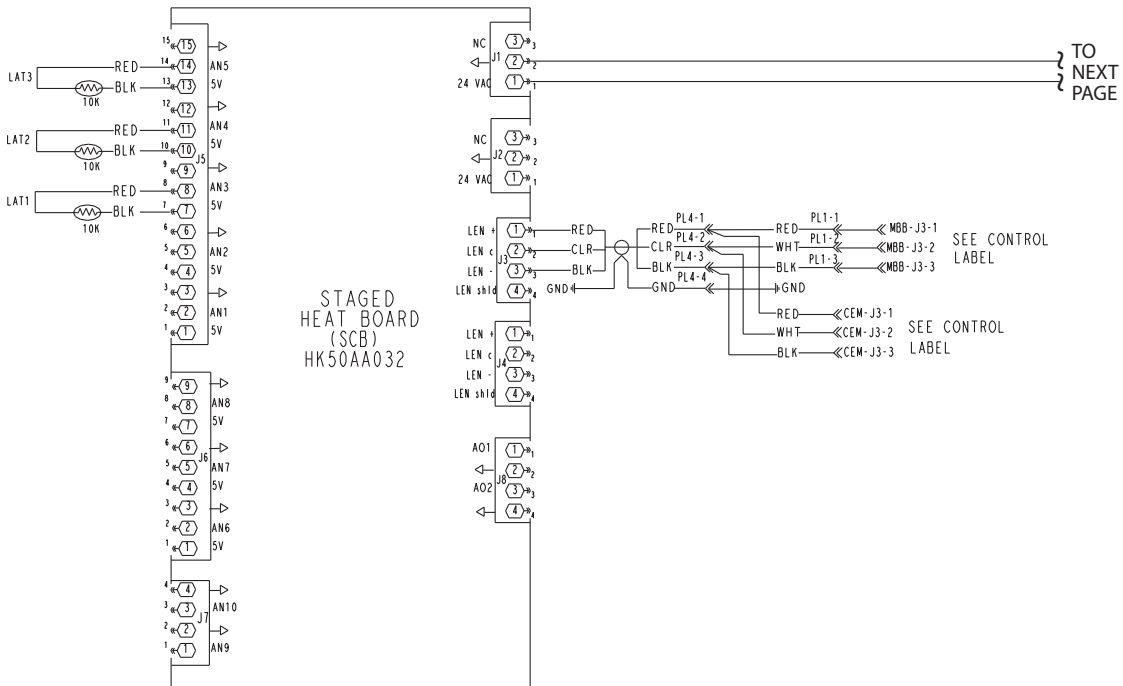 15 15
LAT3 RED 14 14 AN5
10K BLK 13 13 5V
12 12
LAT2 RED 11 11 AN4
10K BLK 10 10 5V
J5
9 9
LAT1 RED 8 8 AN3
10K BLK 7 7 5V
6 6
5 5 AN2
4 4 5V
3 3
2 2 AN1
1 1 5V
9 9
8 8 AN8
7 7 5V
6 6
J6
5 5 AN7
4 4 5V
3 3
2 2 AN6
1 1 5V
4 4
3 3 AN10
J7
2 2
1 1 AN9
STAGED
HEAT BOARD
(SCB)
HK50AA032
NC 3 3
J1 2 2
24 VAC 1 1
TO
NEXT
PAGE
NC 3 3
J2 2 2
24 VAC 1 1
LEN + 1 1 RED
LEN c 2 2 CLR
J3
LEN - 3 3 BLK
LEN shld 4 4 GND
RED PL4-1 RED PL1-1 MBB-J3-1
CLR PL4-2 WHT PL1-2 MBB-J3-2
BLK PL4-3 BLK PL1-3 MBB-J3-3
GND PL4-4 GND
SEE CONTROL
LABEL
RED CEM-J3-1
WHT CEM-J3-2
BLK CEM-J3-3
SEE CONTROL
LABEL
LEN + 1 1
LEN c 2 2
J4
LEN - 3 3
LEN shld 4 4
AO1 1 1
2 2
J8
AO2 3 3
4 4